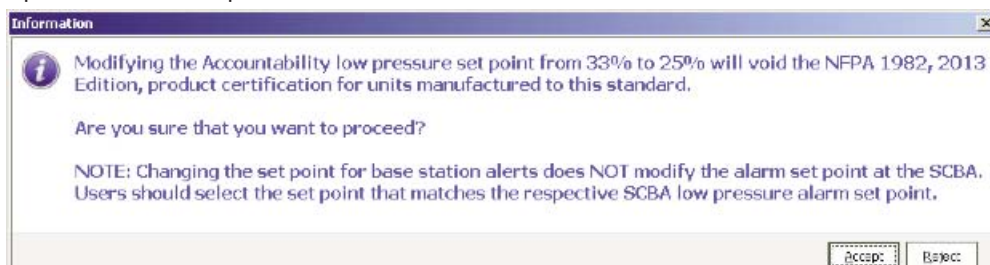 Information
Modifying the Accountability low pressure set point from 33% to 25% will void the NFPA 1982, 2013
Edition, product certification for units manufactured to this standard.
Are you sure that you want to proceed?
NOTE: Changing the set point for base station alerts does NOT modify the alarm set point at the SCBA.
Users should select the set point that matches the respective SCBA low pressure alarm set point.
Accept Reject